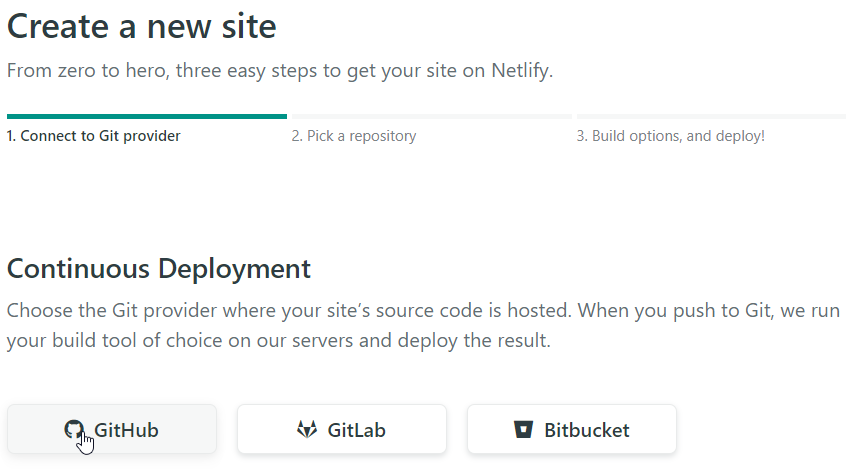 Create a new site
From zero to hero, three easy steps to get your site on Netlify.
1. Connect to Git provider
2. Pick a repository
3. Build options, and deploy!
Continuous Deployment
Choose the Git provider where your site’s source code is hosted. When you push to Git, we run
your build tool of choice on our servers and deploy the result.
GitHub
GitLab
Bitbucket